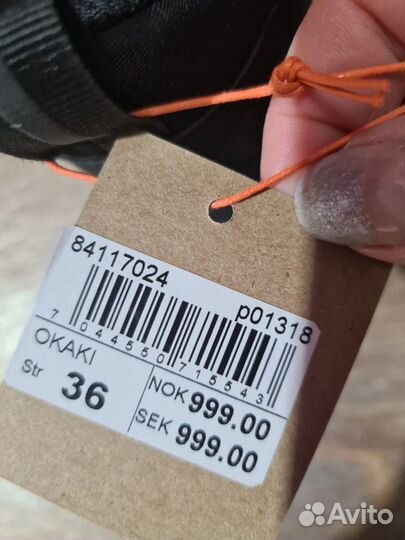 84117024
p01318
7 044550 715543
OKAKI
Str 36
NOK 999.00
SEK 999.00
Avito